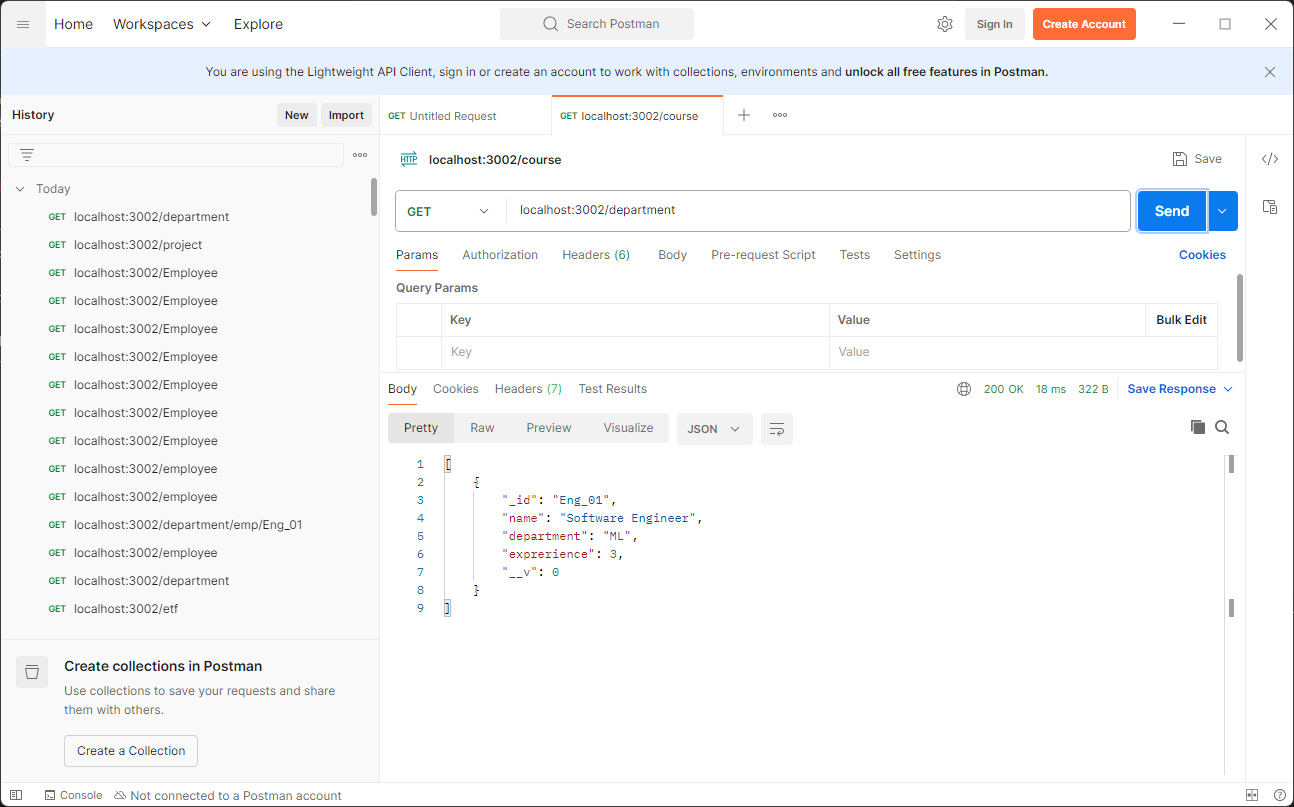 Home Workspaces Explore Search Postman Sign In Create Account
You are using the Lightweight API Client, sign in or create an account to work with collections, environments and unlock all free features in Postman.
History New Import
Today
GET localhost:3002/department
GET localhost:3002/project
GET localhost:3002/Employee
GET localhost:3002/Employee
GET localhost:3002/Employee
GET localhost:3002/Employee
GET localhost:3002/Employee
GET localhost:3002/Employee
GET localhost:3002/Employee
GET localhost:3002/employee
GET localhost:3002/employee
GET localhost:3002/department/emp/Eng_01
GET localhost:3002/employee
GET localhost:3002/department
GET localhost:3002/etf
Create collections in Postman
Use collections to save your requests and share
them with others.
Create a Collection
GET Untitled Request GET localhost:3002/course
HTTP localhost:3002/course Save
GET localhost:3002/department Send
Params Authorization Headers (6) Body Pre-request Script Tests Settings Cookies
Query Params
Key Value Bulk Edit
Key Value
Body Cookies Headers (7) Test Results 200 OK 18 ms 322 B Save Response
Pretty Raw Preview Visualize JSON
1 [
2 {
3 "_id": "Eng_01",
4 "name": "Software Engineer",
5 "department": "ML",
6 "exprerience": 3,
7 "__v": 0
8 }
9 ]
Console Not connected to a Postman account